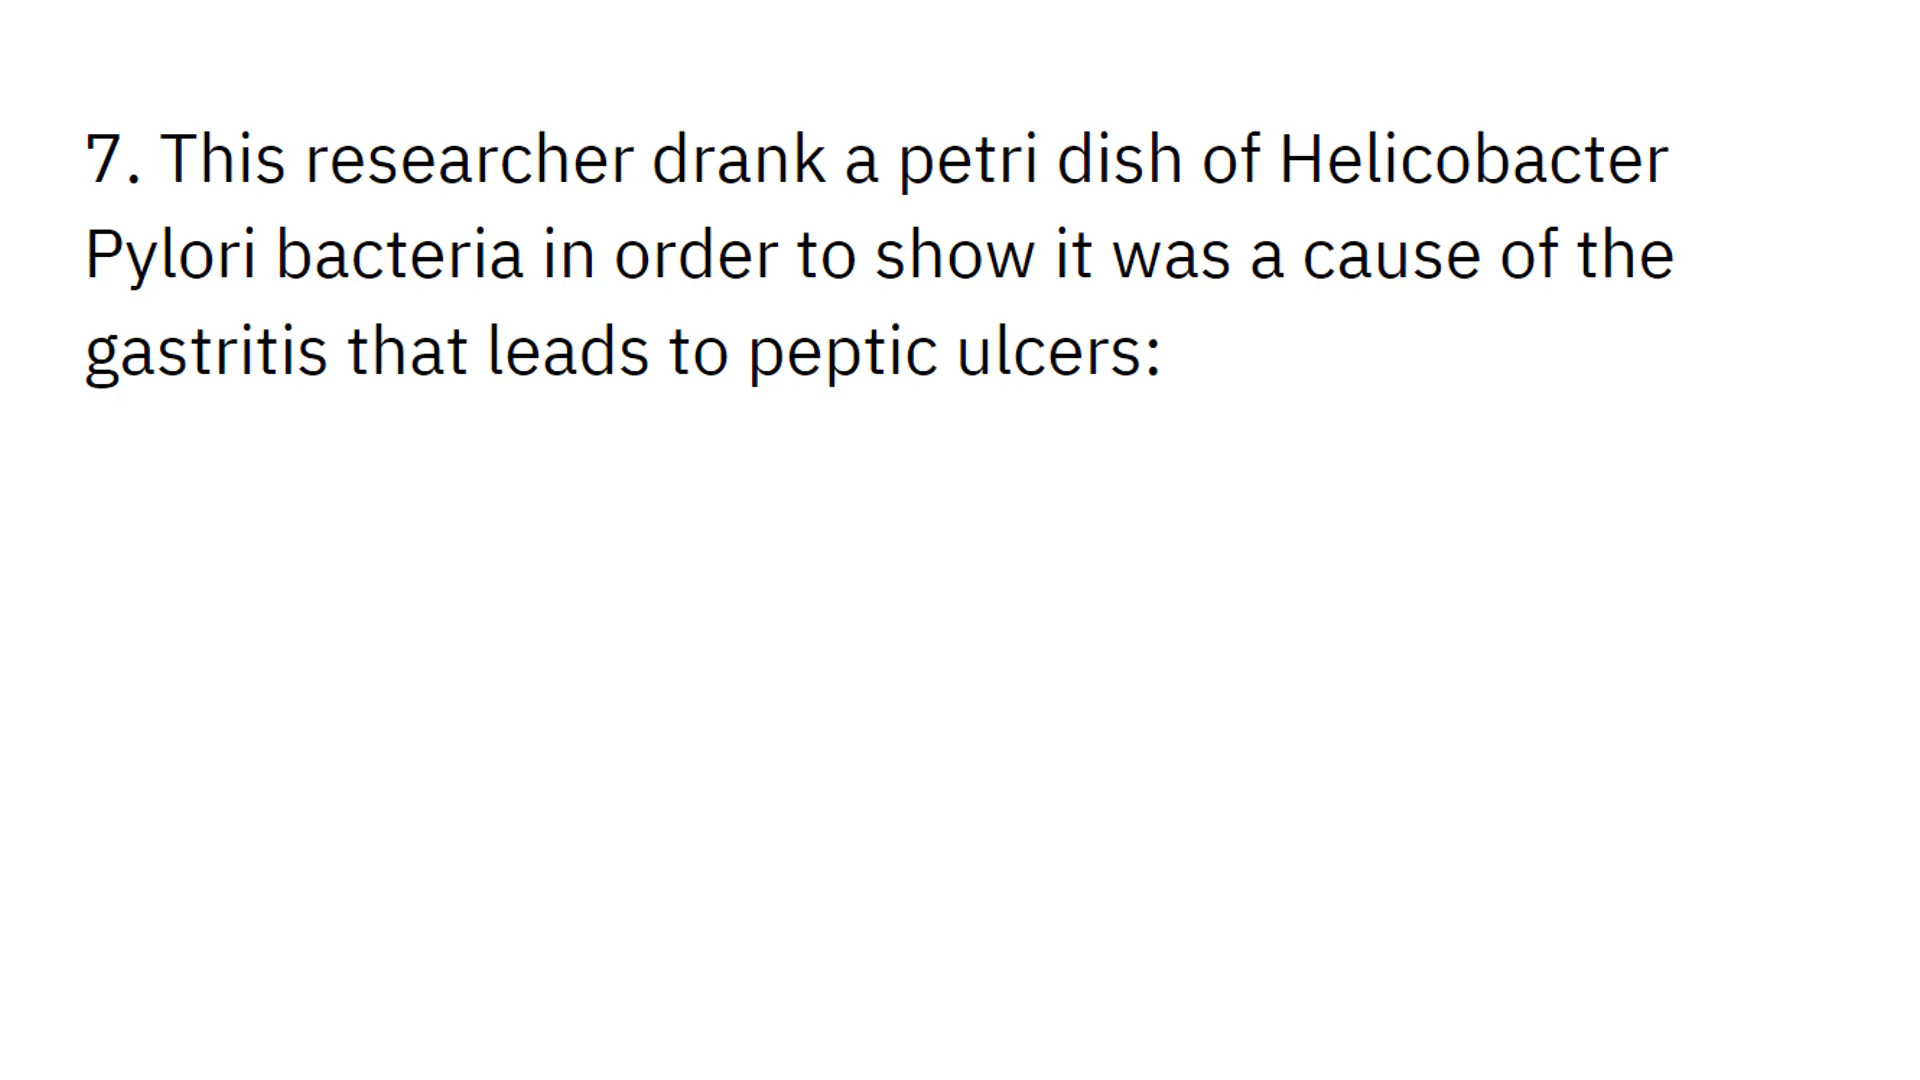 7. This researcher drank a petri dish of Helicobacter
Pylori bacteria in order to show it was a cause of the
gastritis that leads to peptic ulcers: